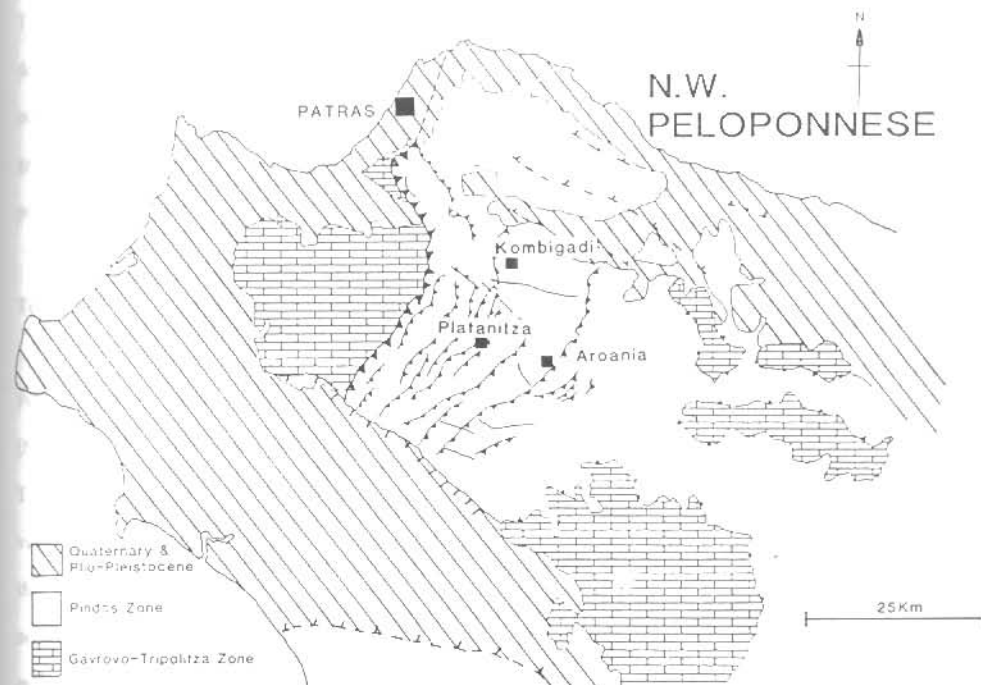 N
N.W.
PELOPONNESE
PATRAS
Kombigadi
Platanitza
Aroania
Quaternary &
Plio-Pleistocene
Pindos Zone
Gavrovo-Tripolitza Zone
25Km